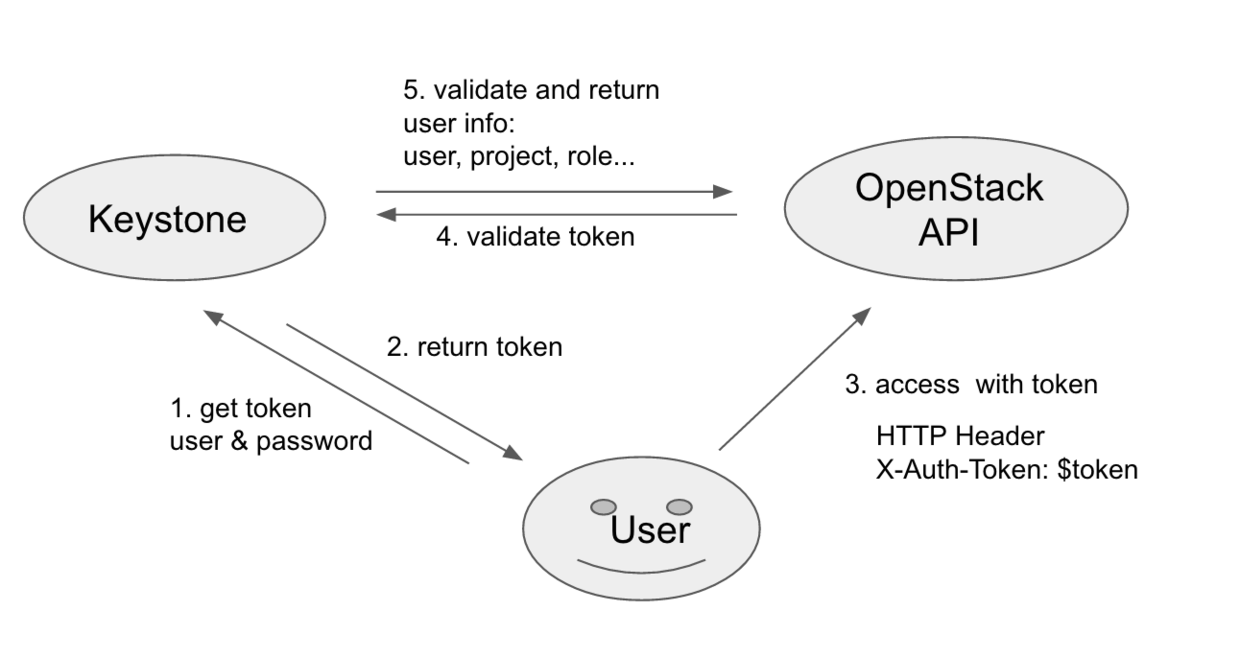 5. validate and return
user info:
user, project, role...
Keystone
OpenStack
API
4. validate token
2. return token
1. get token
user & password
3. access  with token
HTTP Header
X-Auth-Token: $token
User